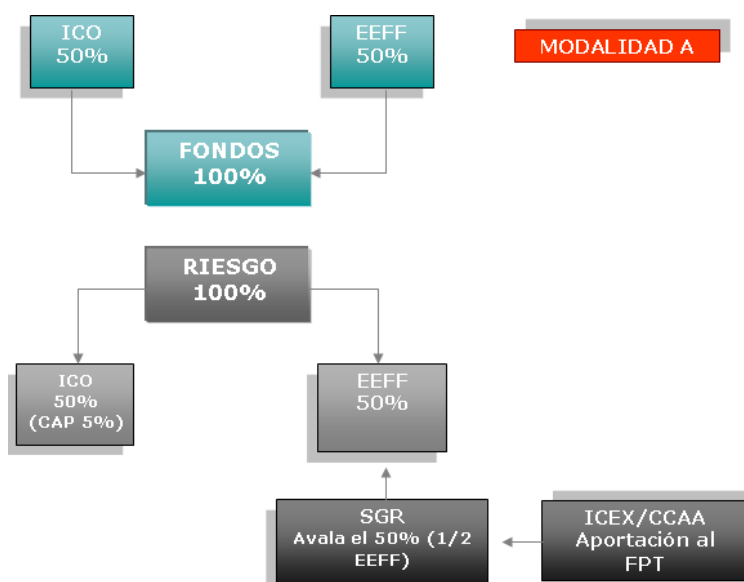 ICO
50%
EEFF
50%
MODALIDAD A
FONDOS
100%
RIESGO
100%
ICO
50%
(CAP 5%)
EEFF
50%
SGR
Avala el 50% (1/2
EEFF)
ICEX/CCAA
Aportación al
FPT